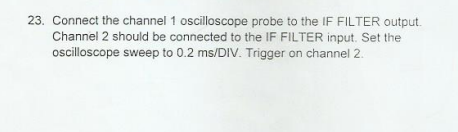 23. Connect the channel 1 oscilloscope probe to the IF FILTER output.
Channel 2 should be connected to the IF FILTER input. Set the
oscilloscope sweep to 0.2 ms/DIV. Trigger on channel 2.